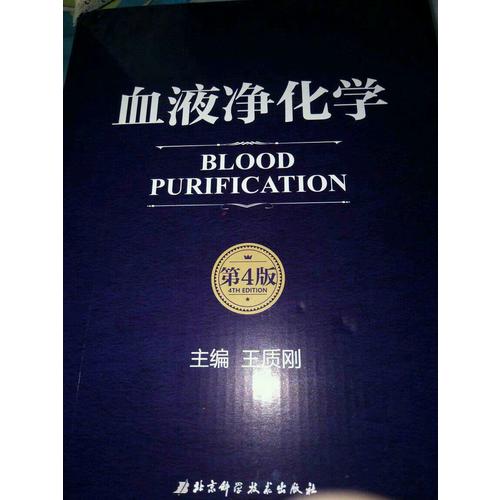 血液净化学
BLOOD
PURIFICATION
第4版
4TH EDITION
主编 王质刚
北京科学技术出版社